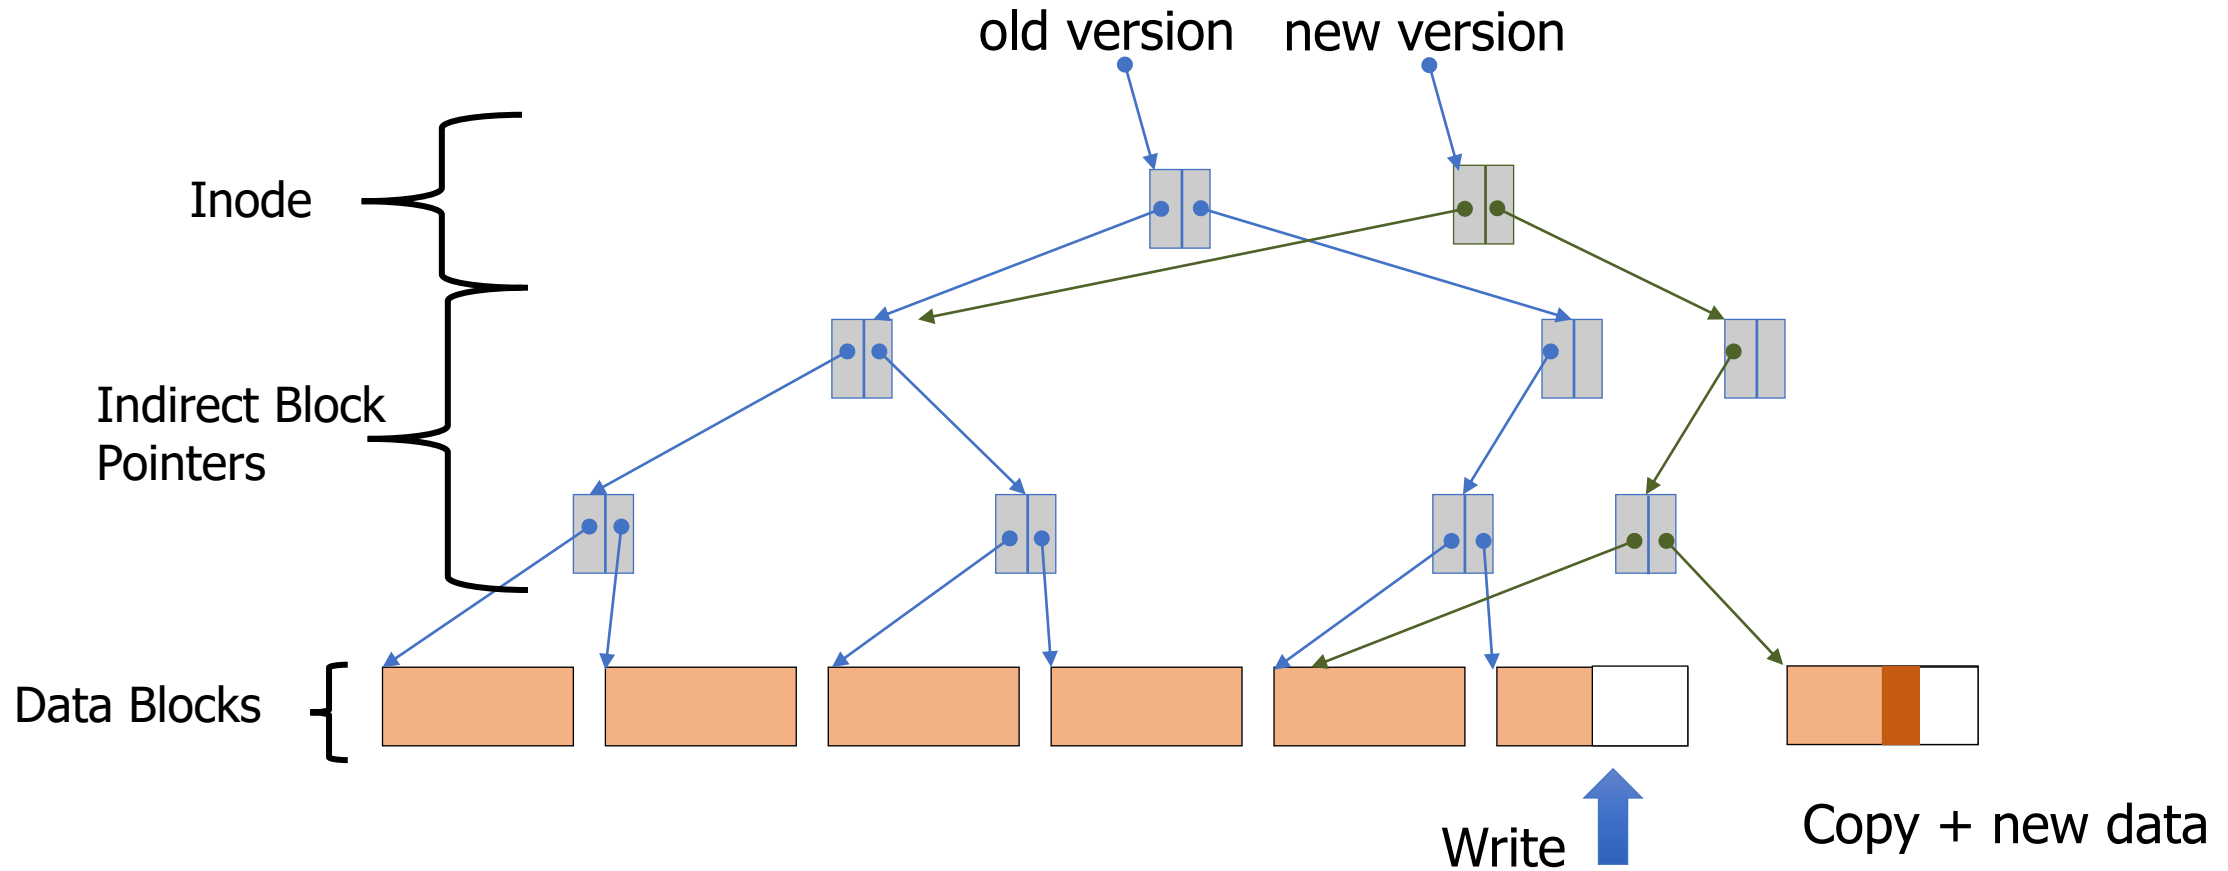 old version
new version
Inode
Indirect Block
Pointers
Data Blocks
Write
Copy + new data